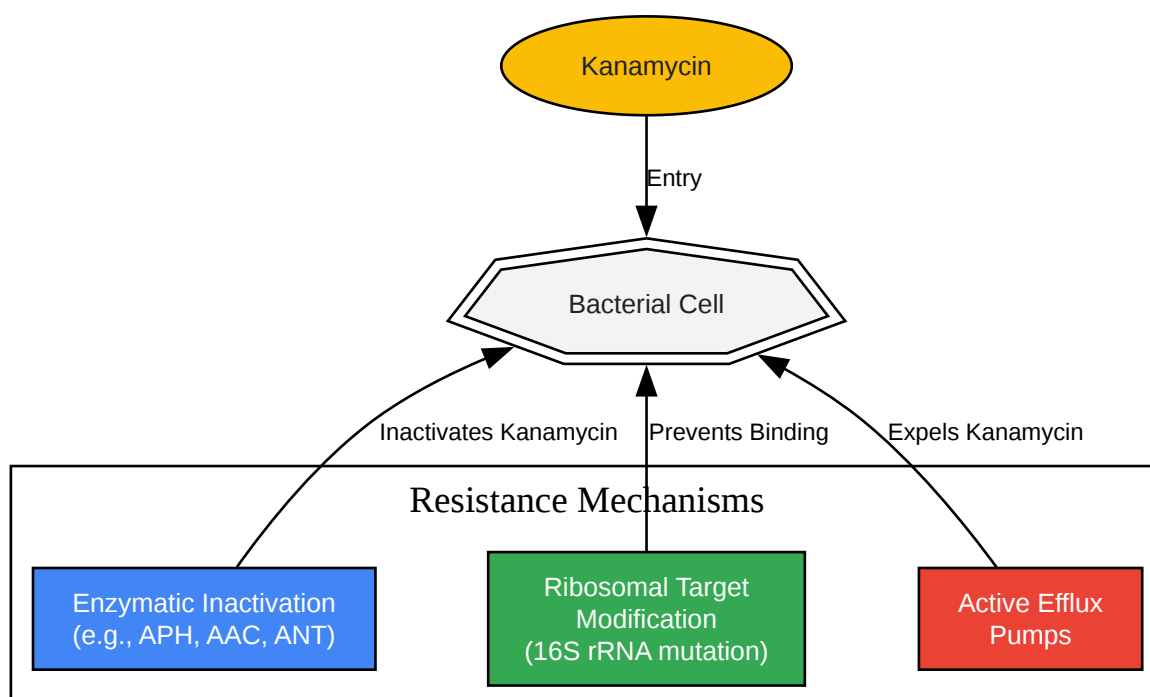 Kanamycin
Entry
Bacterial Cell
Inactivates Kanamycin
Prevents Binding
Expels Kanamycin
Resistance Mechanisms
Enzymatic Inactivation
(e.g., APH, AAC, ANT)
Ribosomal Target
Modification
(16S rRNA mutation)
Active Efflux
Pumps